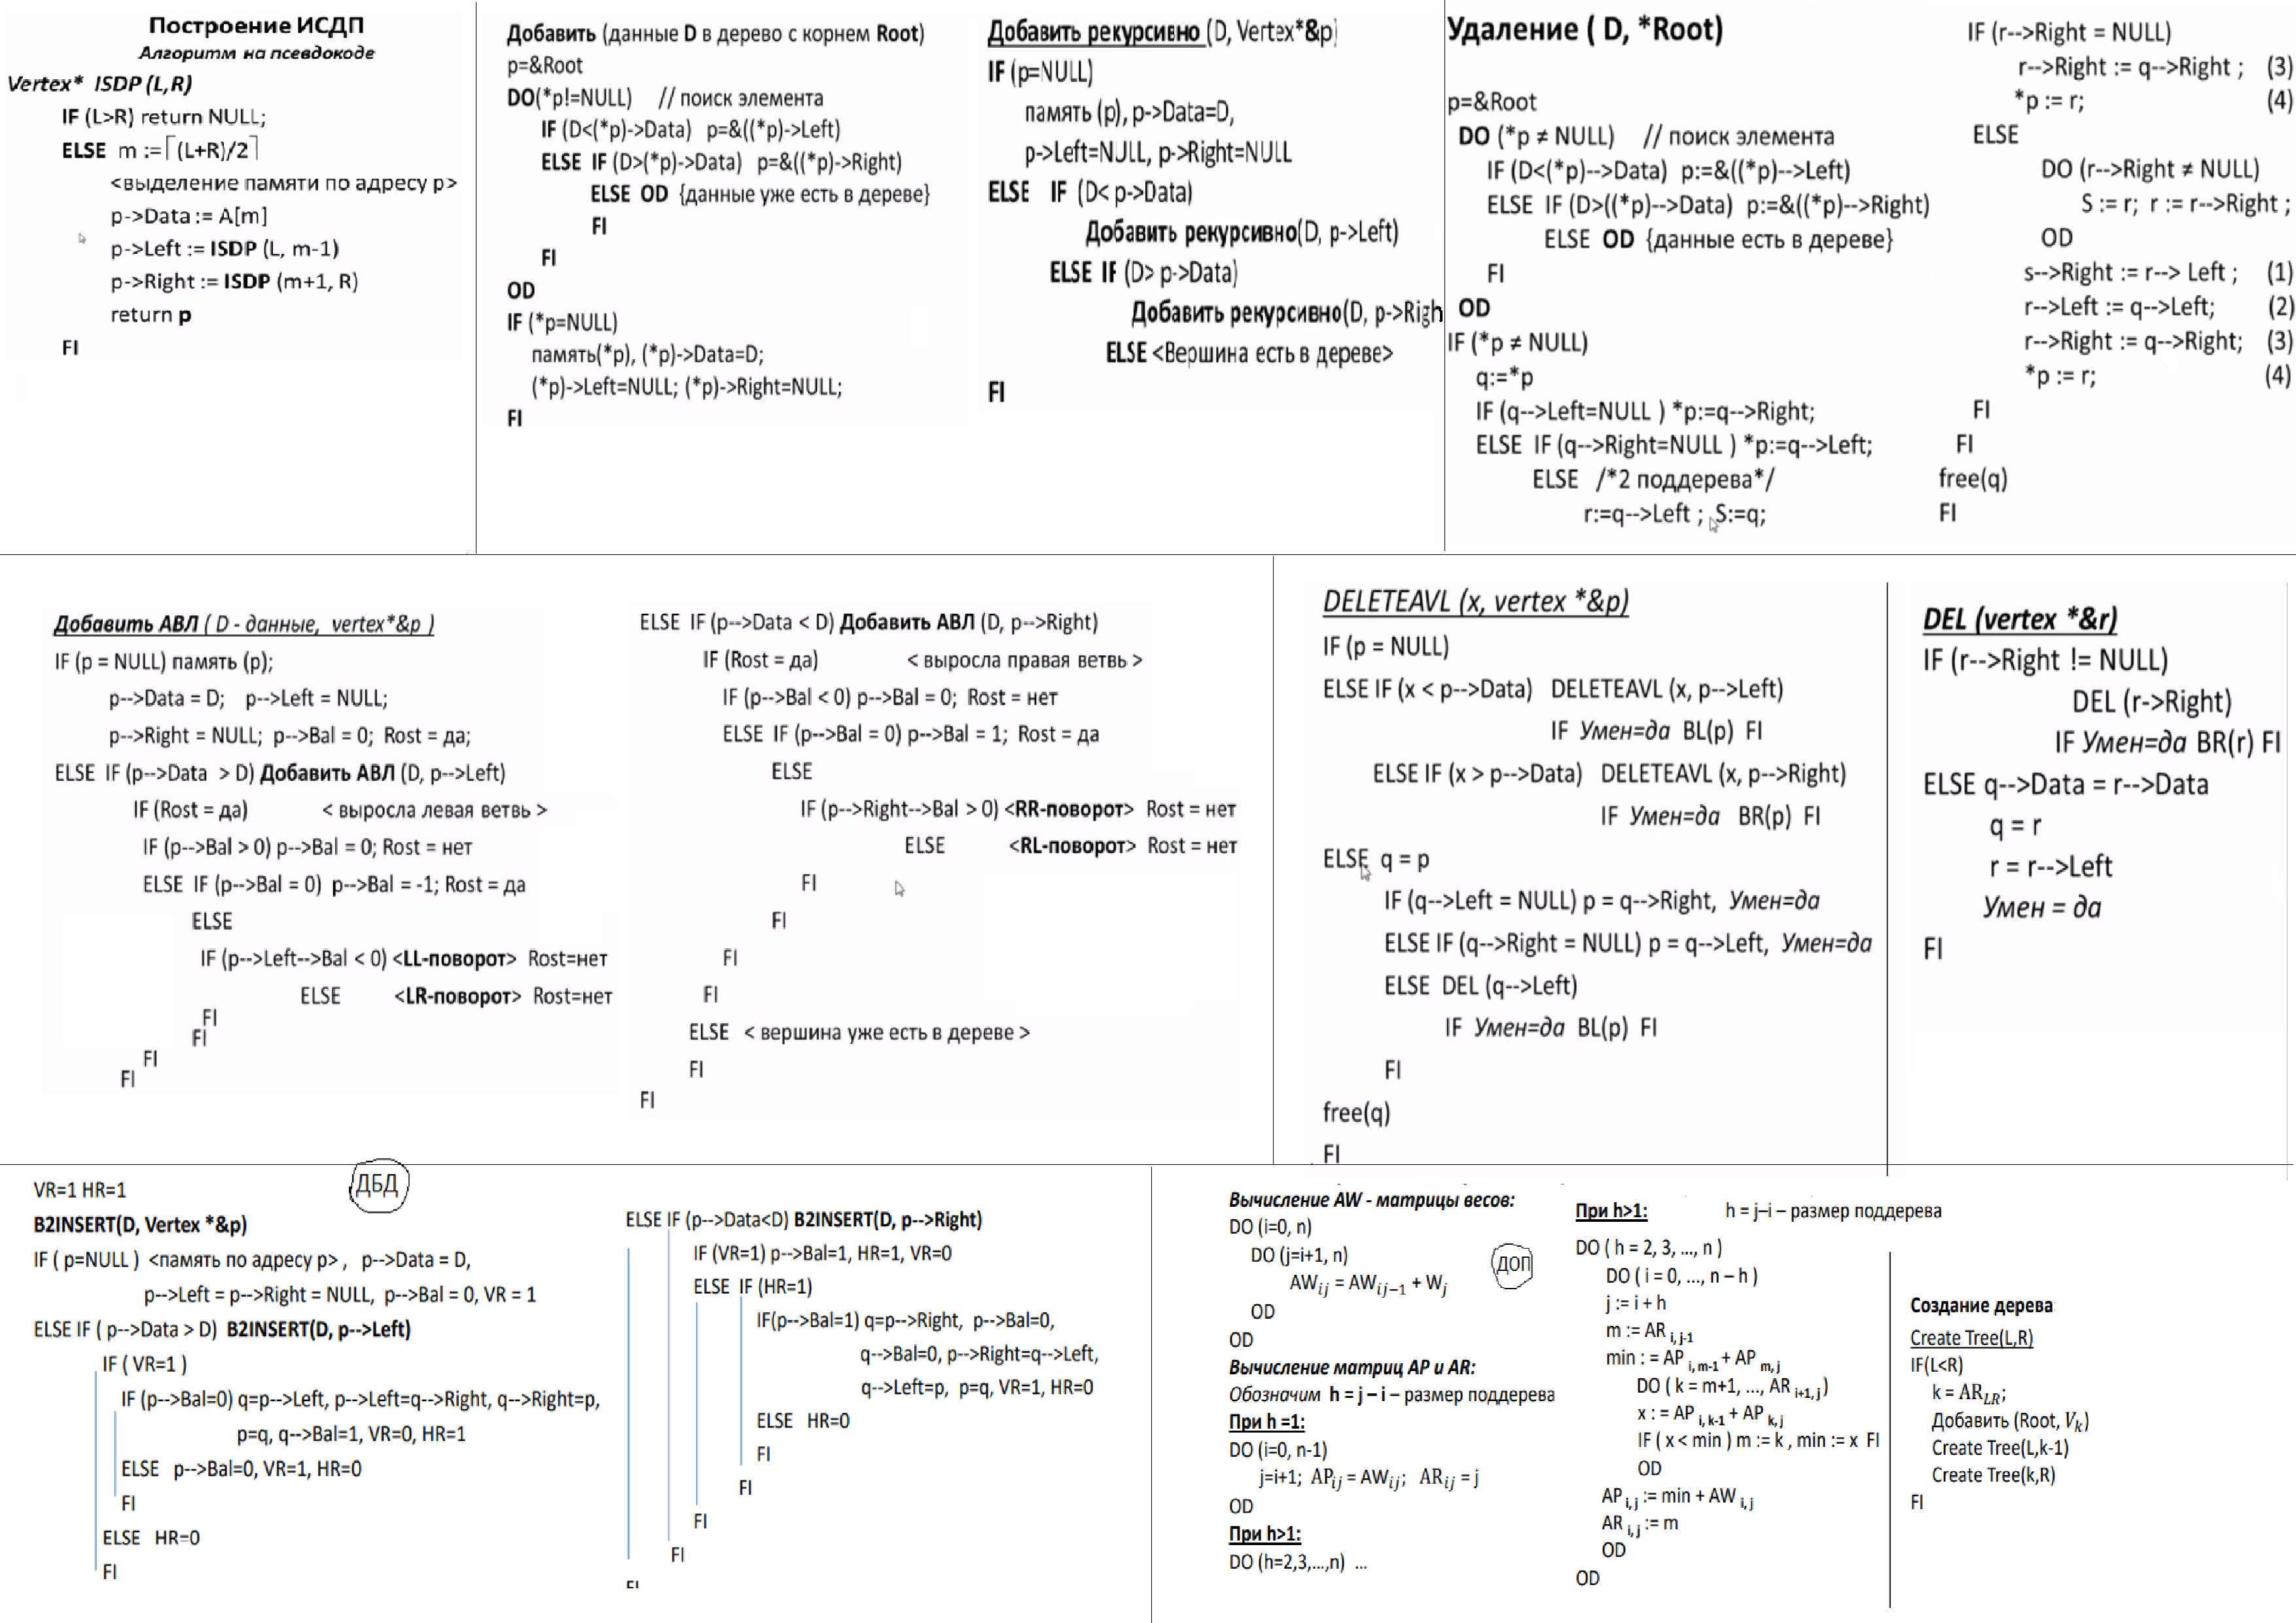 Построение ИСДП
Алгоритм на псевдокоде
Vertex* ISDP (L,R)
IF (L>R) return NULL;
ELSE m :=⌈(L+R)/2⌉
<выделение памяти по адресу p>
p->Data := A[m]
p->Left := ISDP (L, m-1)
p->Right := ISDP (m+1, R)
return p
FI
Добавить (данные D в дерево с корнем Root)
p=&Root
DO(*p!=NULL) // поиск элемента
IF (D<(*p)->Data) p=&((*p)->Left)
ELSE IF (D>(*p)->Data) p=&((*p)->Right)
ELSE OD {данные уже есть в дереве}
FI
FI
OD
IF (*p=NULL)
память(*p), (*p)->Data=D;
(*p)->Left=NULL; (*p)->Right=NULL;
FI
Добавить рекурсивно (D, Vertex*&p)
IF (p=NULL)
память (p), p->Data=D,
p->Left=NULL, p->Right=NULL
ELSE IF (D< p->Data)
Добавить рекурсивно(D, p->Left)
ELSE IF (D> p->Data)
Добавить рекурсивно(D, p->Righ
ELSE <Вершина есть в дереве>
FI
Удаление ( D, *Root)
p=&Root
DO (*p ≠ NULL) // поиск элемента
IF (D<(*p)-->Data) p:=&((*p)-->Left)
ELSE IF (D>((*p)-->Data) p:=&((*p)-->Right)
ELSE OD {данные есть в дереве}
FI
OD
IF (*p ≠ NULL)
q:=*p
IF (q-->Left=NULL ) *p:=q-->Right;
ELSE IF (q-->Right=NULL ) *p:=q-->Left;
ELSE /*2 поддерева*/
r:=q-->Left ; S:=q;
IF (r-->Right = NULL)
r-->Right := q-->Right ; (3)
*p := r; (4)
ELSE
DO (r-->Right ≠ NULL)
S := r; r := r-->Right ;
OD
s-->Right := r--> Left ; (1)
r-->Left := q-->Left; (2)
r-->Right := q-->Right; (3)
*p := r; (4)
FI
FI
free(q)
FI
Добавить АВЛ ( D - данные, vertex*&p )
IF (p = NULL) память (p);
p-->Data = D; p-->Left = NULL;
p-->Right = NULL; p-->Bal = 0; Rost = да;
ELSE IF (p-->Data > D) Добавить АВЛ (D, p-->Left)
IF (Rost = да) < выросла левая ветвь >
IF (p-->Bal > 0) p-->Bal = 0; Rost = нет
ELSE IF (p-->Bal = 0) p-->Bal = -1; Rost = да
ELSE
IF (p-->Left-->Bal < 0) <LL-поворот> Rost=нет
ELSE <LR-поворот> Rost=нет
FI
FI
FI
FI
ELSE IF (p-->Data < D) Добавить АВЛ (D, p-->Right)
IF (Rost = да) < выросла правая ветвь >
IF (p-->Bal < 0) p-->Bal = 0; Rost = нет
ELSE IF (p-->Bal = 0) p-->Bal = 1; Rost = да
ELSE
IF (p-->Right-->Bal > 0) <RR-поворот> Rost = нет
ELSE <RL-поворот> Rost = нет
FI
FI
FI
FI
ELSE < вершина уже есть в дереве >
FI
FI
DELETEAVL (x, vertex *&p)
IF (p = NULL)
ELSE IF (x < p-->Data) DELETEAVL (x, p-->Left)
IF Умен=да BL(p) FI
ELSE IF (x > p-->Data) DELETEAVL (x, p-->Right)
IF Умен=да BR(p) FI
ELSE q = p
IF (q-->Left = NULL) p = q-->Right, Умен=да
ELSE IF (q-->Right = NULL) p = q-->Left, Умен=да
ELSE DEL (q-->Left)
IF Умен=да BL(p) FI
FI
free(q)
FI
DEL (vertex *&r)
IF (r-->Right != NULL)
DEL (r->Right)
IF Умен=да BR(r) FI
ELSE q-->Data = r-->Data
q = r
r = r-->Left
Умен = да
FI
ДБД
VR=1 HR=1
B2INSERT(D, Vertex *&p)
IF ( p=NULL ) <память по адресу p> , p-->Data = D,
p-->Left = p-->Right = NULL, p-->Bal = 0, VR = 1
ELSE IF ( p-->Data > D) B2INSERT(D, p-->Left)
IF ( VR=1 )
IF (p-->Bal=0) q=p-->Left, p-->Left=q-->Right, q-->Right=p,
p=q, q-->Bal=1, VR=0, HR=1
ELSE p-->Bal=0, VR=1, HR=0
FI
ELSE HR=0
FI
ELSE IF (p-->Data<D) B2INSERT(D, p-->Right)
IF (VR=1) p-->Bal=1, HR=1, VR=0
ELSE IF (HR=1)
IF(p-->Bal=1) q=p-->Right, p-->Bal=0,
q-->Bal=0, p-->Right=q-->Left,
q-->Left=p, p=q, VR=1, HR=0
ELSE HR=0
FI
FI
FI
FI
FI
Вычисление AW - матрицы весов:
DO (i=0, n)
DO (j=i+1, n)
AWij = AWij−1 + Wj
OD
OD
ДОП
Вычисление матриц AP и AR:
Обозначим h = j – i – размер поддерева
При h =1:
DO (i=0, n-1)
j=i+1; APij = AWij; ARij = j
OD
При h>1:
DO (h=2,3,...,n) ...
При h>1: h = j–i – размер поддерева
DO ( h = 2, 3, ..., n )
DO ( i = 0, ..., n – h )
j := i + h
m := AR i, j-1
min : = AP i, m-1 + AP m, j
DO ( k = m+1, ..., AR i+1, j )
x : = AP i, k-1 + AP k, j
IF ( x < min ) m := k , min := x FI
OD
AP i, j := min + AW i, j
AR i, j := m
OD
OD
Создание дерева
Create Tree(L,R)
IF(L<R)
k = ARLR;
Добавить (Root, Vk)
Create Tree(L,k-1)
Create Tree(k,R)
FI